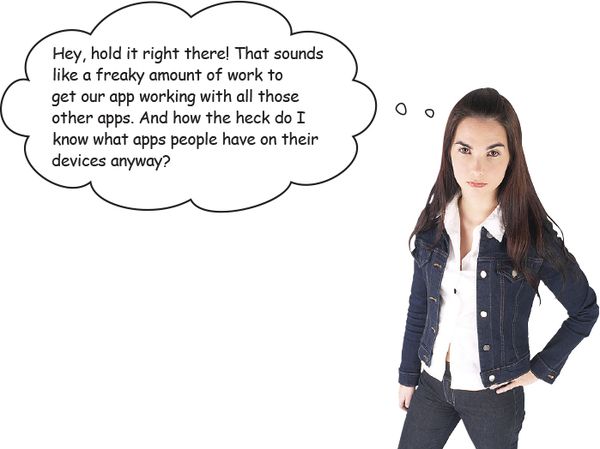 Hey, hold it right there! That sounds
like a freaky amount of work to
get our app working with all those
other apps. And how the heck do I
know what apps people have on their
devices anyway?